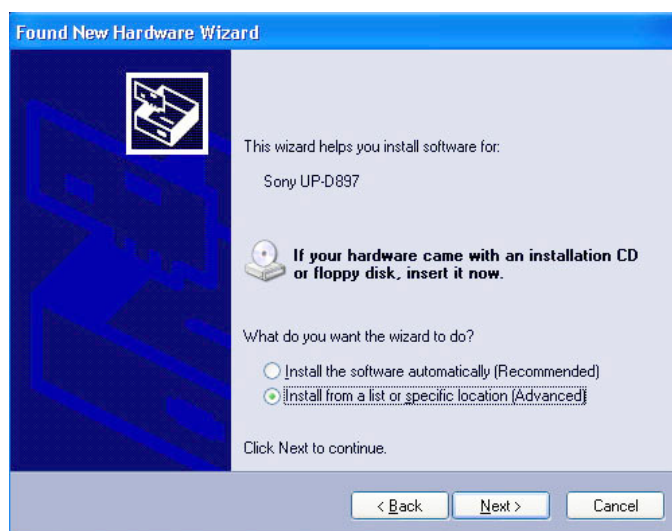 Found New Hardware Wizard
This wizard helps you install software for:
Sony UP-D897
If your hardware came with an installation CD
or floppy disk, insert it now.
What do you want the wizard to do?
Install the software automatically (Recommended)
Install from a list or specific location (Advanced)
Click Next to continue.
< Back Next > Cancel